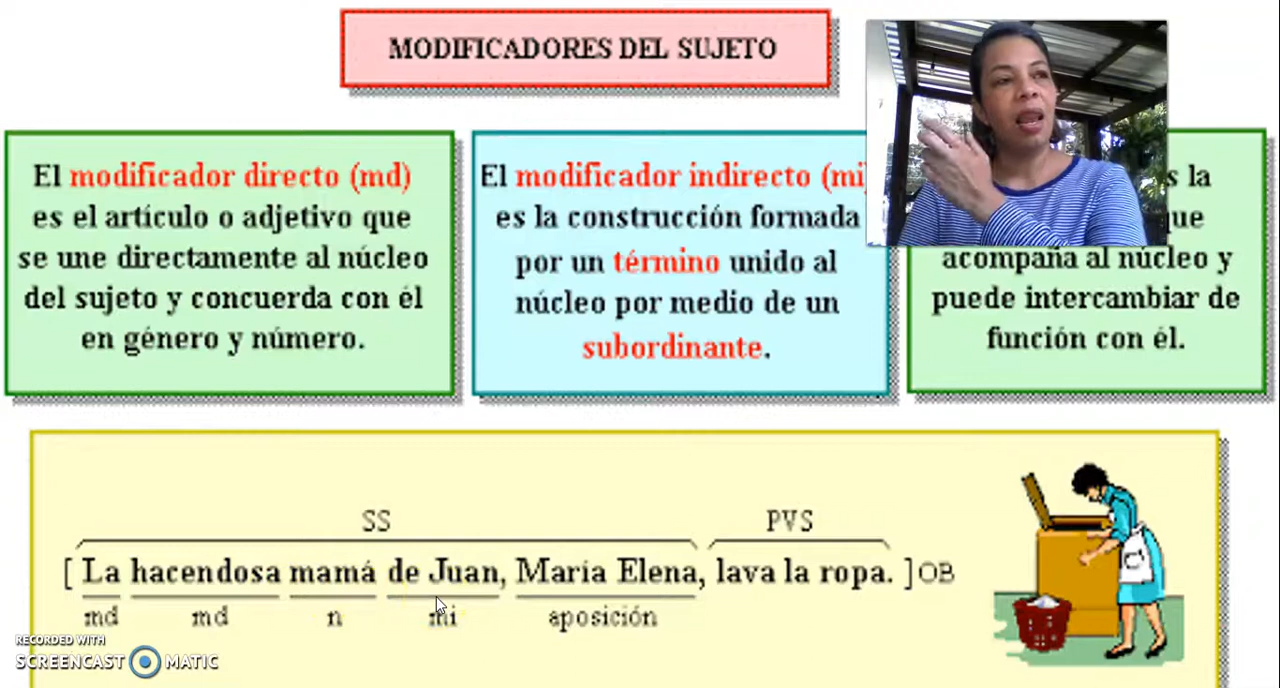 MODIFICADORES DEL SUJETO
El modificador directo (md)
es el artículo o adjetivo que
se une directamente al núcleo
del sujeto y concuerda con él
en género y número.
El modificador indirecto (mi)
es la construcción formada
por un término unido al
núcleo por medio de un
subordinante.
s la
que
acompaña al núcleo y
puede intercambiar de
función con él.
SS PVS
[ La hacendosa mamá de Juan, María Elena, lava la ropa. ] OB
md md n mi aposición
RECORDED WITH
SCREENCAST MATIC